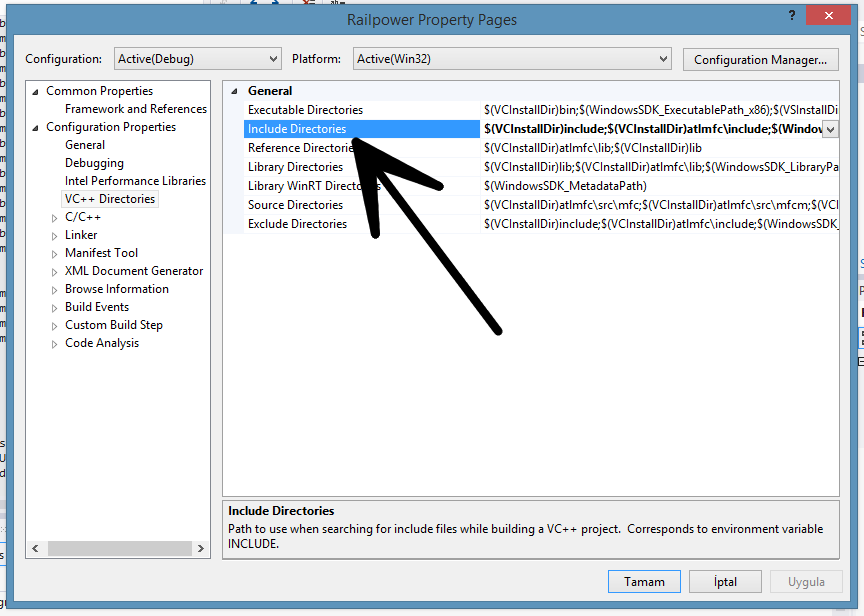 Railpower Property Pages
?
Configuration: Active(Debug) Platform: Active(Win32) Configuration Manager...
Common Properties
Framework and References
Configuration Properties
General
Debugging
Intel Performance Libraries
VC++ Directories
C/C++
Linker
Manifest Tool
XML Document Generator
Browse Information
Build Events
Custom Build Step
Code Analysis
General
Executable Directories $(VCInstallDir)bin;$(WindowsSDK_ExecutablePath_x86);$(VSInstallDi
Include Directories $(VCInstallDir)include;$(VCInstallDir)atlmfc\include;$(Window
Reference Directories $(VCInstallDir)atlmfc\lib;$(VCInstallDir)lib
Library Directories $(VCInstallDir)lib;$(VCInstallDir)atlmfc\lib;$(WindowsSDK_LibraryPa
Library WinRT Directories $(WindowsSDK_MetadataPath)
Source Directories $(VCInstallDir)atlmfc\src\mfc;$(VCInstallDir)atlmfc\src\mfcm;$(VCI
Exclude Directories $(VCInstallDir)include;$(VCInstallDir)atlmfc\include;$(WindowsSDK_
Include Directories
Path to use when searching for include files while building a VC++ project. Corresponds to environment variable
INCLUDE.
Tamam İptal Uygula